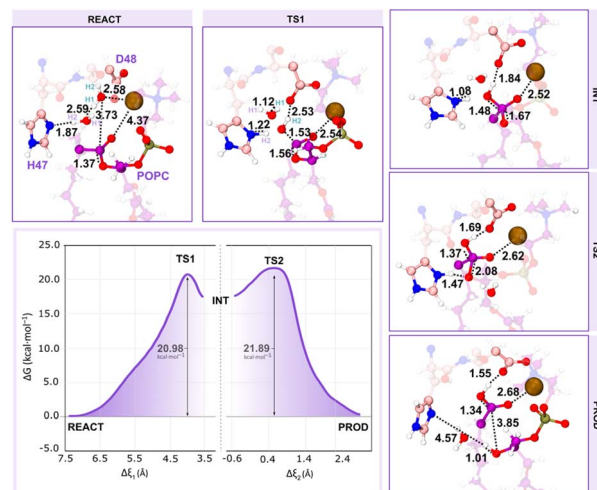 REACT
TS1
D48
2.58
H2
H1
2.59
3.73
1.87
4.37
H47
1.37
POPC
H1
H1
1.12
2.53
H2
1.22
H2
1.53
2.54
1.56
1.84
1.08
2.52
1.48
1.67
INT
1.69
1.37
2.62
2.08
1.47
TS2
1.55
2.68
1.34
3.85
4.57
1.01
PROD
25.0
20.0
15.0
10.0
5.0
0.0
-5.0
ΔG (kcal·mol⁻¹)
TS1
TS2
INT
20.98
kcal·mol⁻¹
21.89
kcal·mol⁻¹
REACT
PROD
7.5 6.5 5.5 4.5 3.5
-0.6 0.4 1.4 2.4
Δξ₁ (Å)
Δξ₂ (Å)